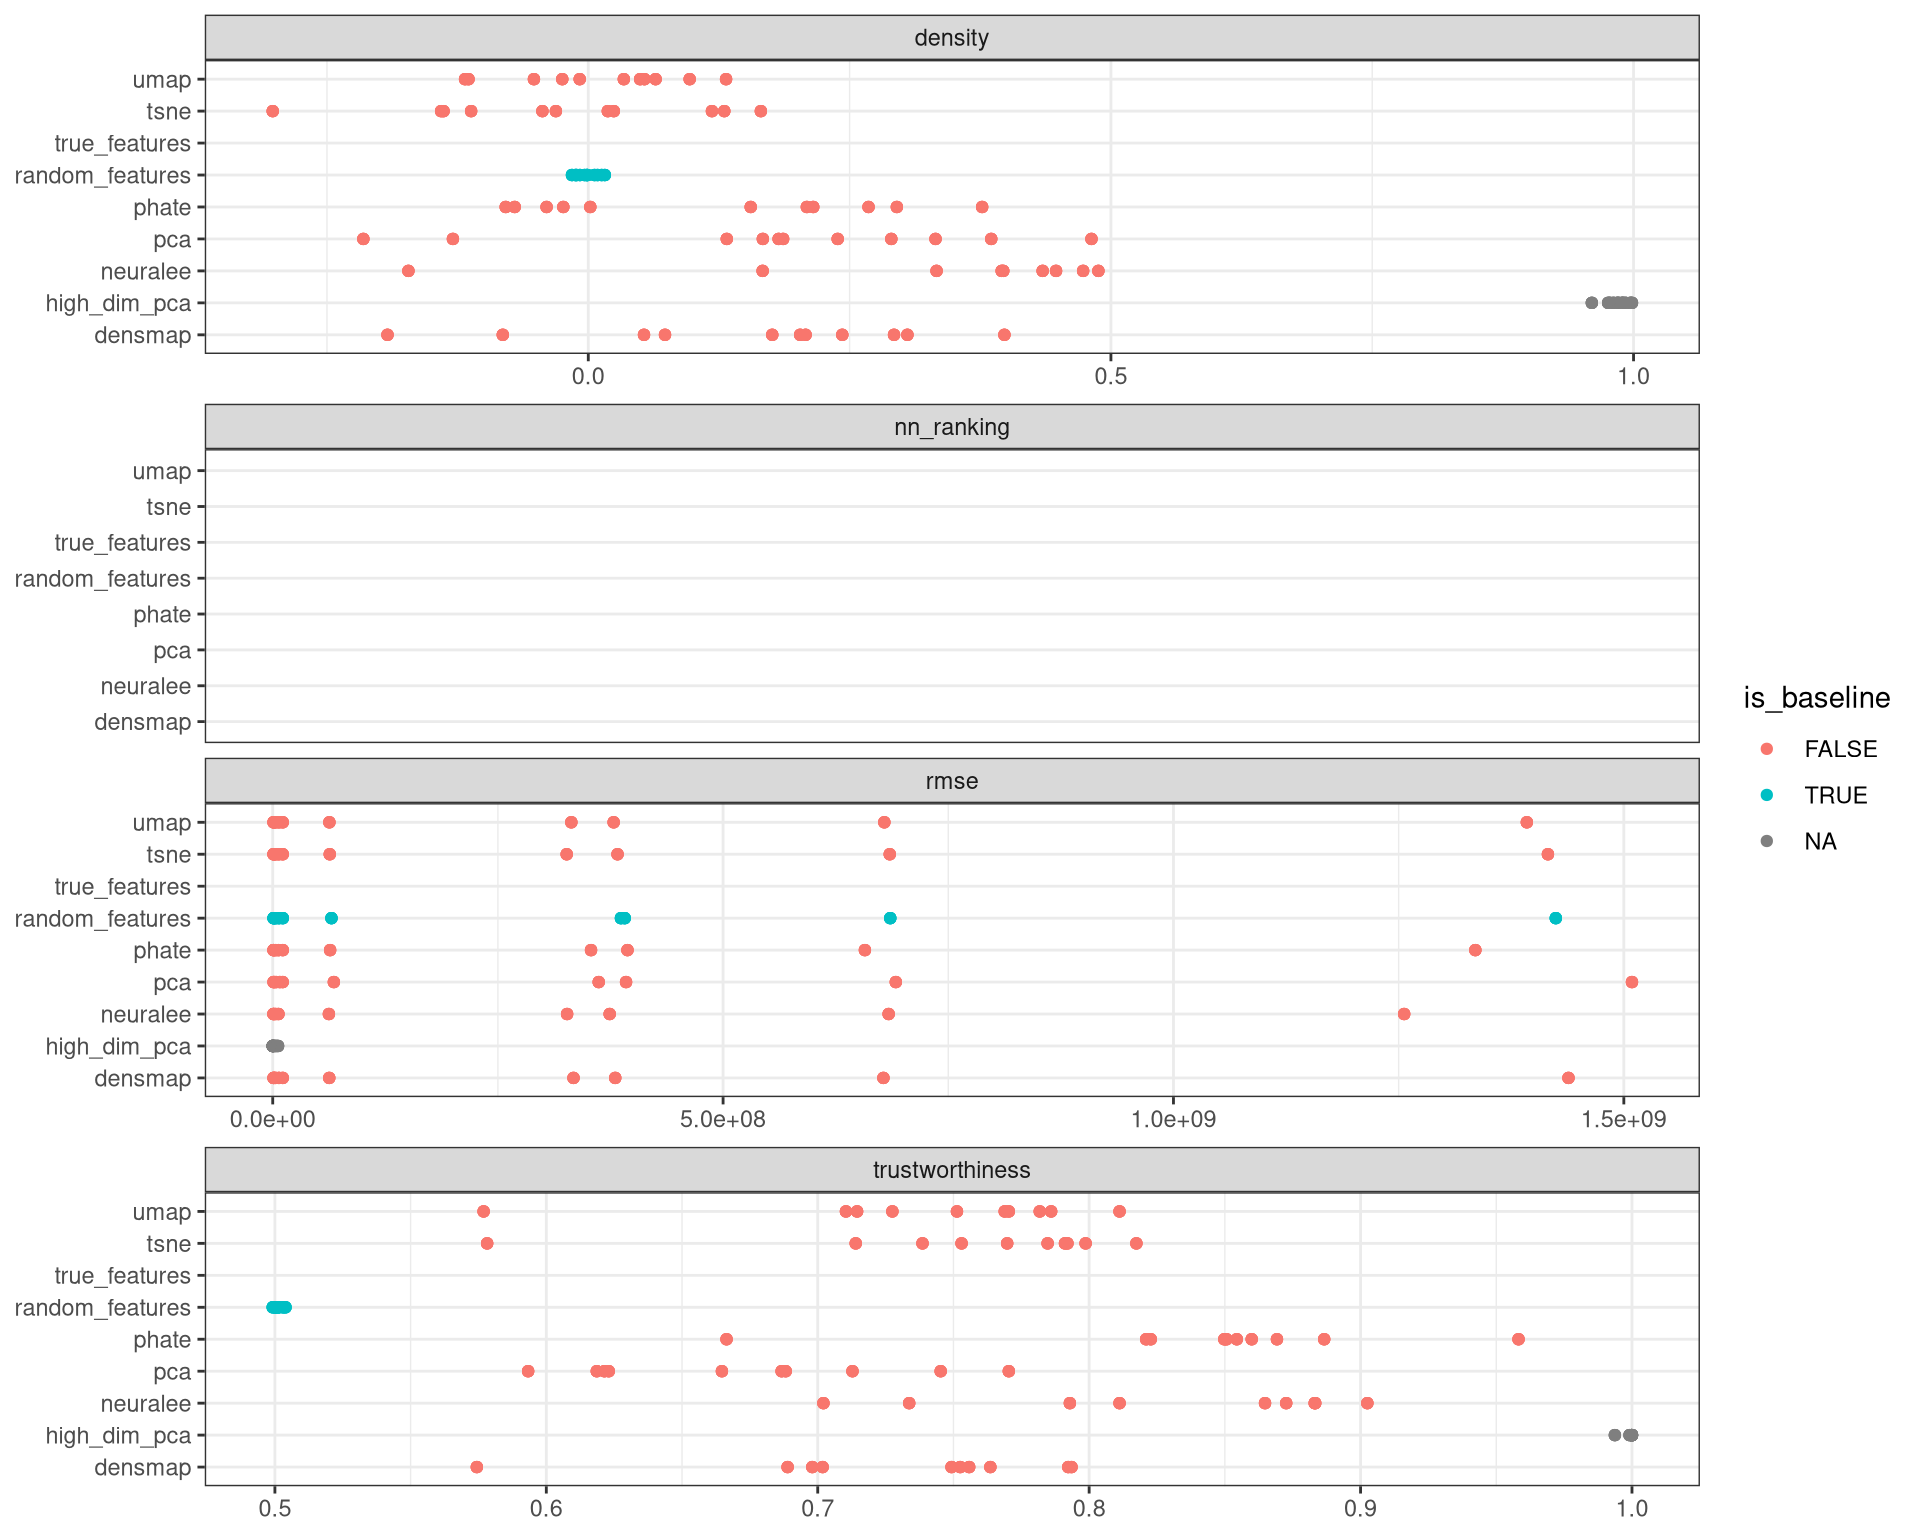 density
umap
tsne
true_features
random_features
phate
pca
neuralee
high_dim_pca
densmap
0.0 0.5 1.0
nn_ranking
umap
tsne
true_features
random_features
phate
pca
neuralee
densmap
rmse
umap
tsne
true_features
random_features
phate
pca
neuralee
high_dim_pca
densmap
0.0e+00 5.0e+08 1.0e+09 1.5e+09
trustworthiness
umap
tsne
true_features
random_features
phate
pca
neuralee
high_dim_pca
densmap
0.5 0.6 0.7 0.8 0.9 1.0
is_baseline
FALSE
TRUE
NA